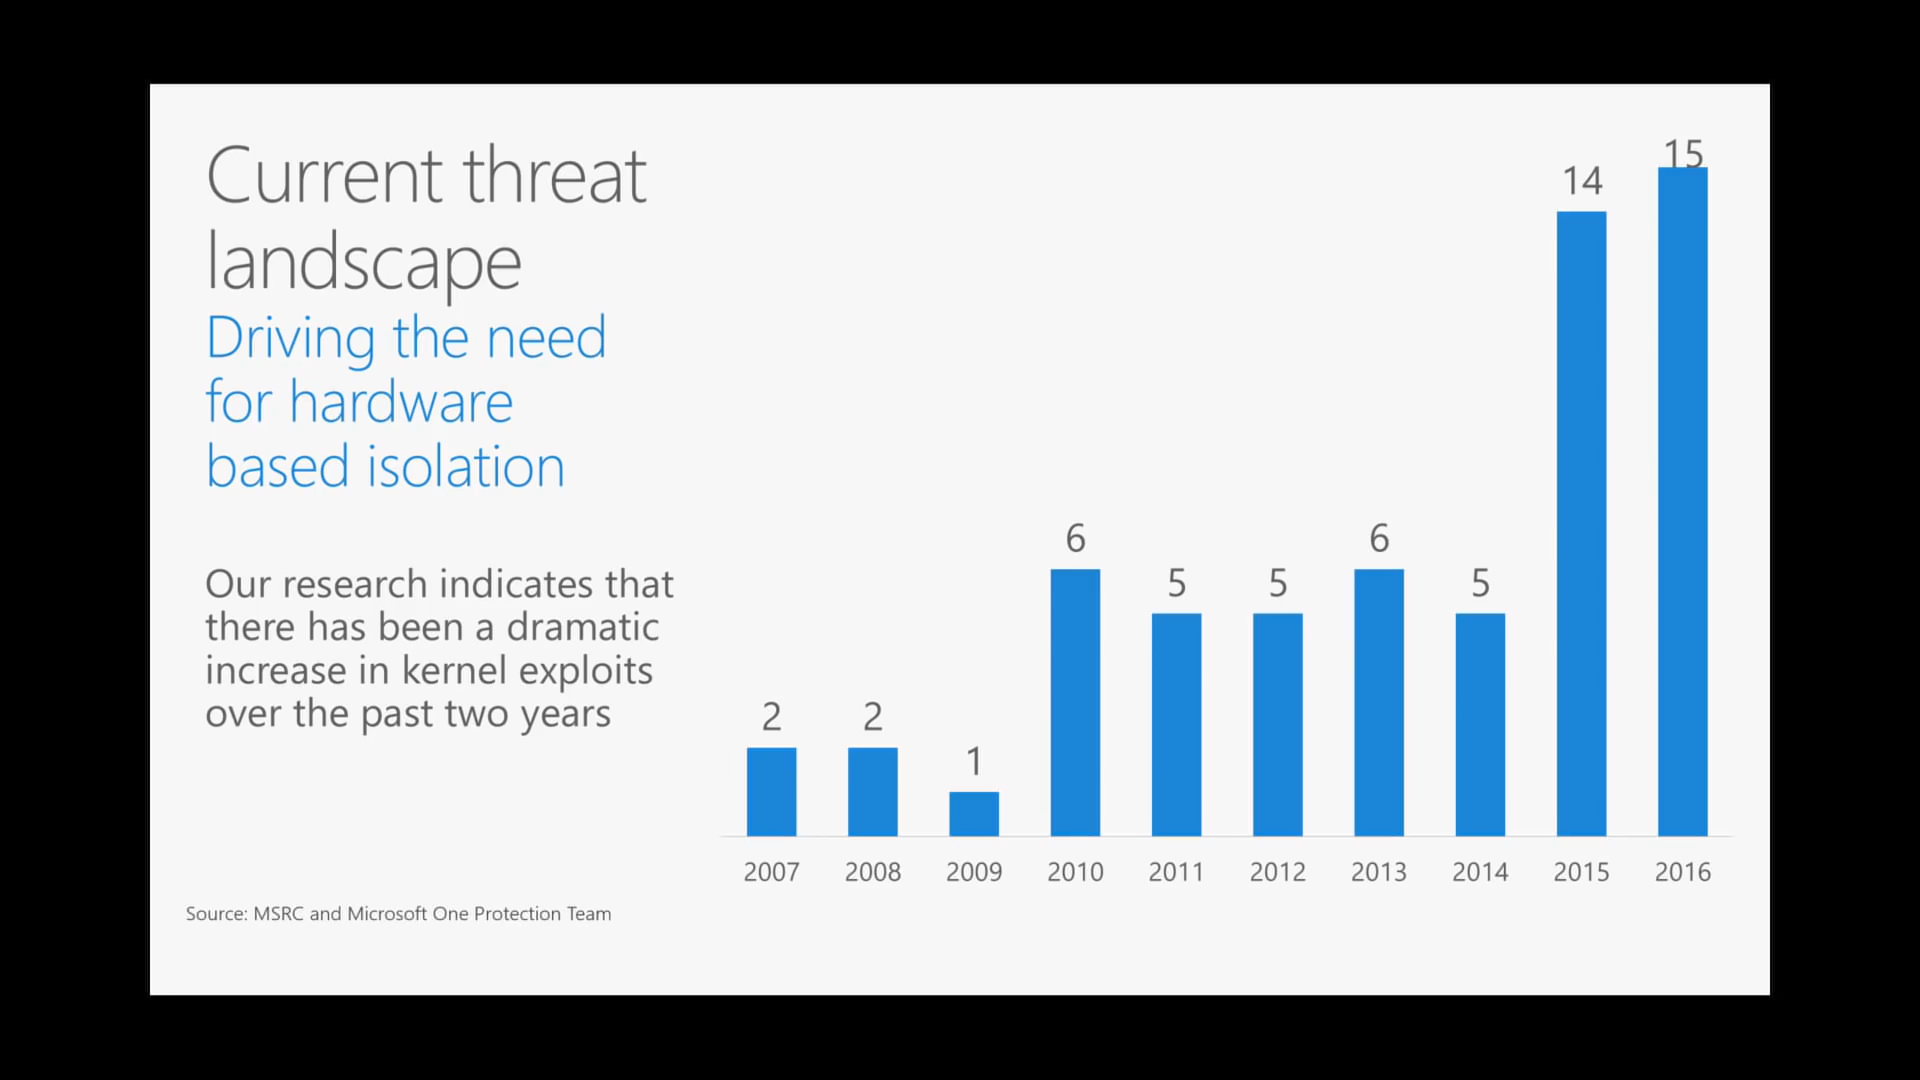 Current threat
landscape
Driving the need
for hardware
based isolation
Our research indicates that
there has been a dramatic
increase in kernel exploits
over the past two years
2 2 1 6 5 5 6 5 14 15
2007 2008 2009 2010 2011 2012 2013 2014 2015 2016
Source: MSRC and Microsoft One Protection Team